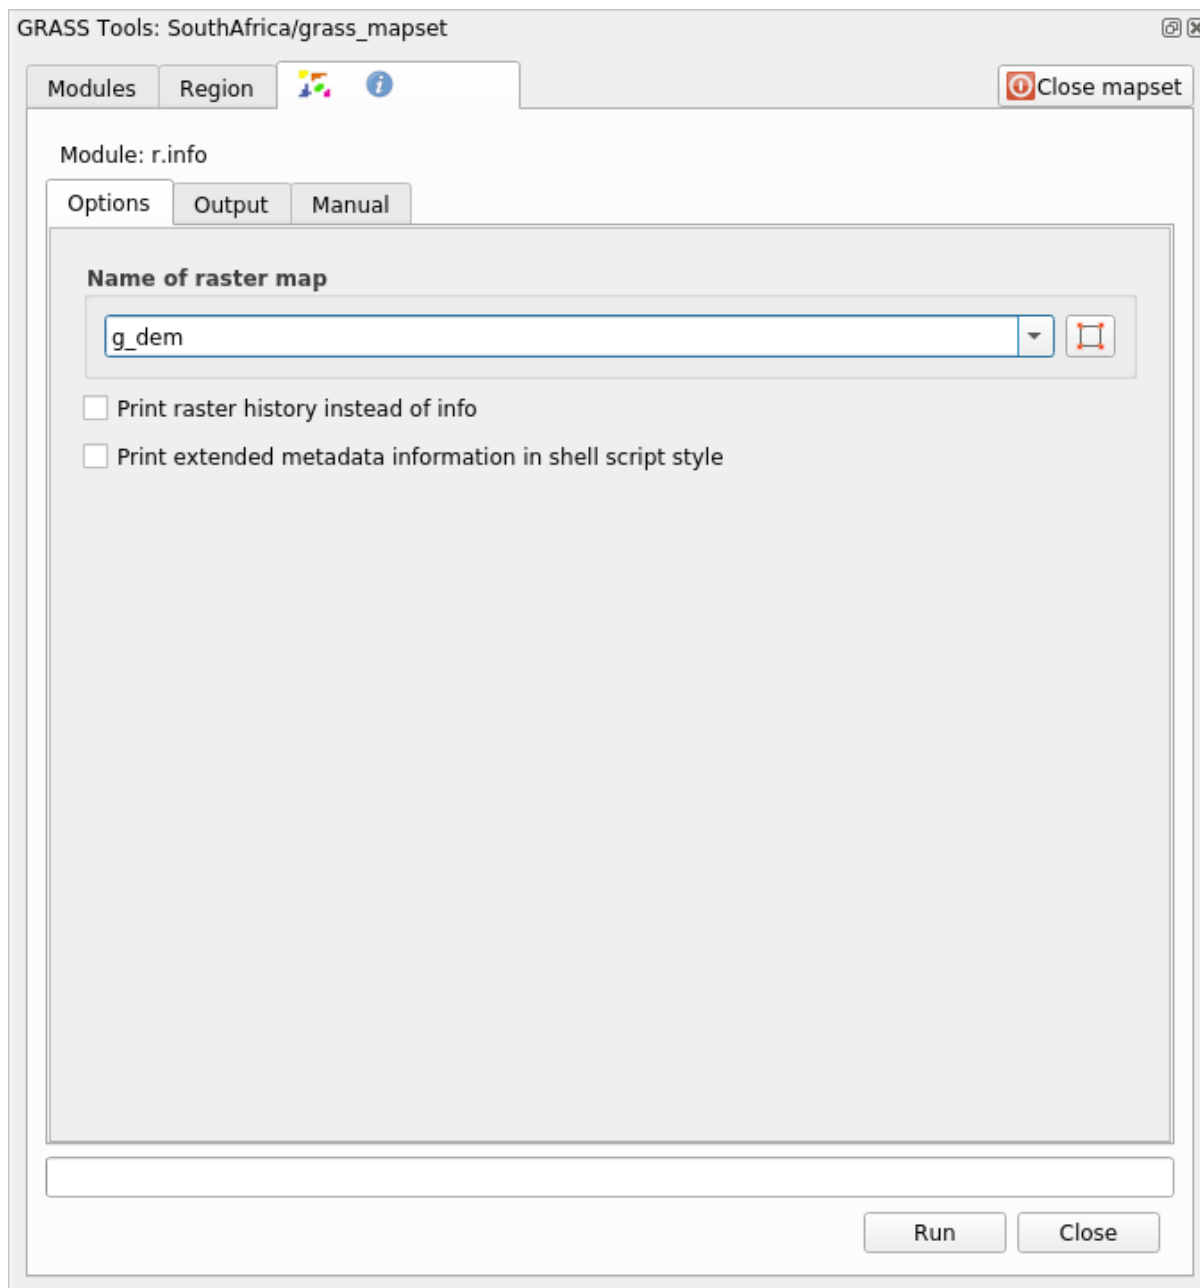 GRASS Tools: SouthAfrica/grass_mapset
Modules Region Close mapset
Module: r.info
Options Output Manual
Name of raster map
g_dem
Print raster history instead of info
Print extended metadata information in shell script style
Run Close